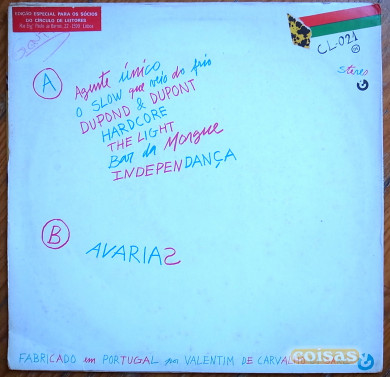 EDIÇÃO ESPECIAL PARA OS SÓCIOS
DO CÍRCULO DE LEITORES
CL-021
Stereo
A
Agente único
O SLOW que veio do frio
DUPOND & DUPONT
HARDCORE
THE LIGHT
Bar da Morgue
INDEPENDANÇA
B
AVARIAS
FABRICADO em PORTUGAL por VALENTIM DE CARVALHO
coisas